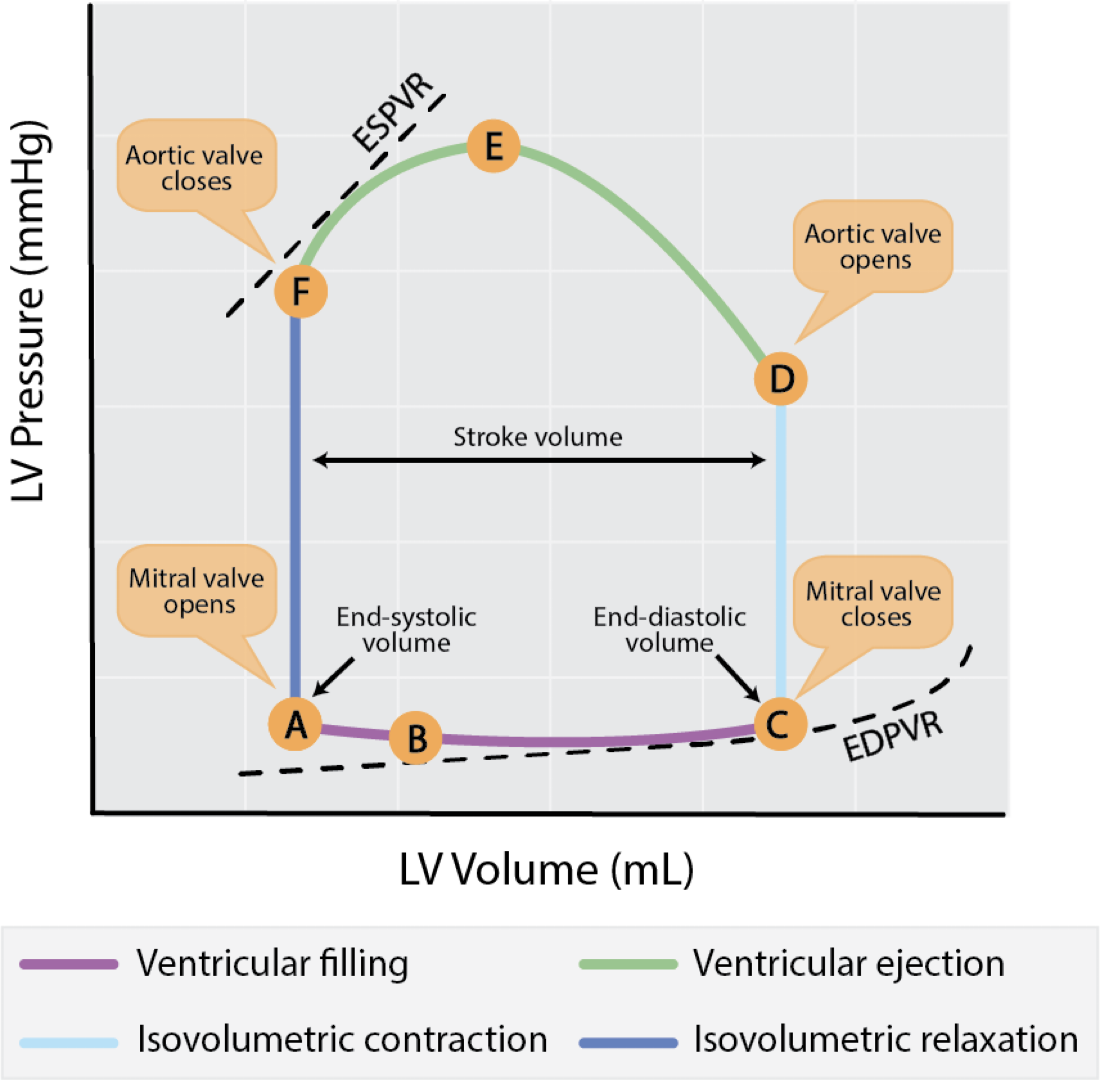 LV Pressure (mmHg)
ESPVR
Aortic valve
closes
E
F
Aortic valve
opens
D
Stroke volume
Mitral valve
opens
End-systolic
volume
End-diastolic
volume
Mitral valve
closes
A
B
C
EDPVR
LV Volume (mL)
Ventricular filling
Ventricular ejection
Isovolumetric contraction
Isovolumetric relaxation